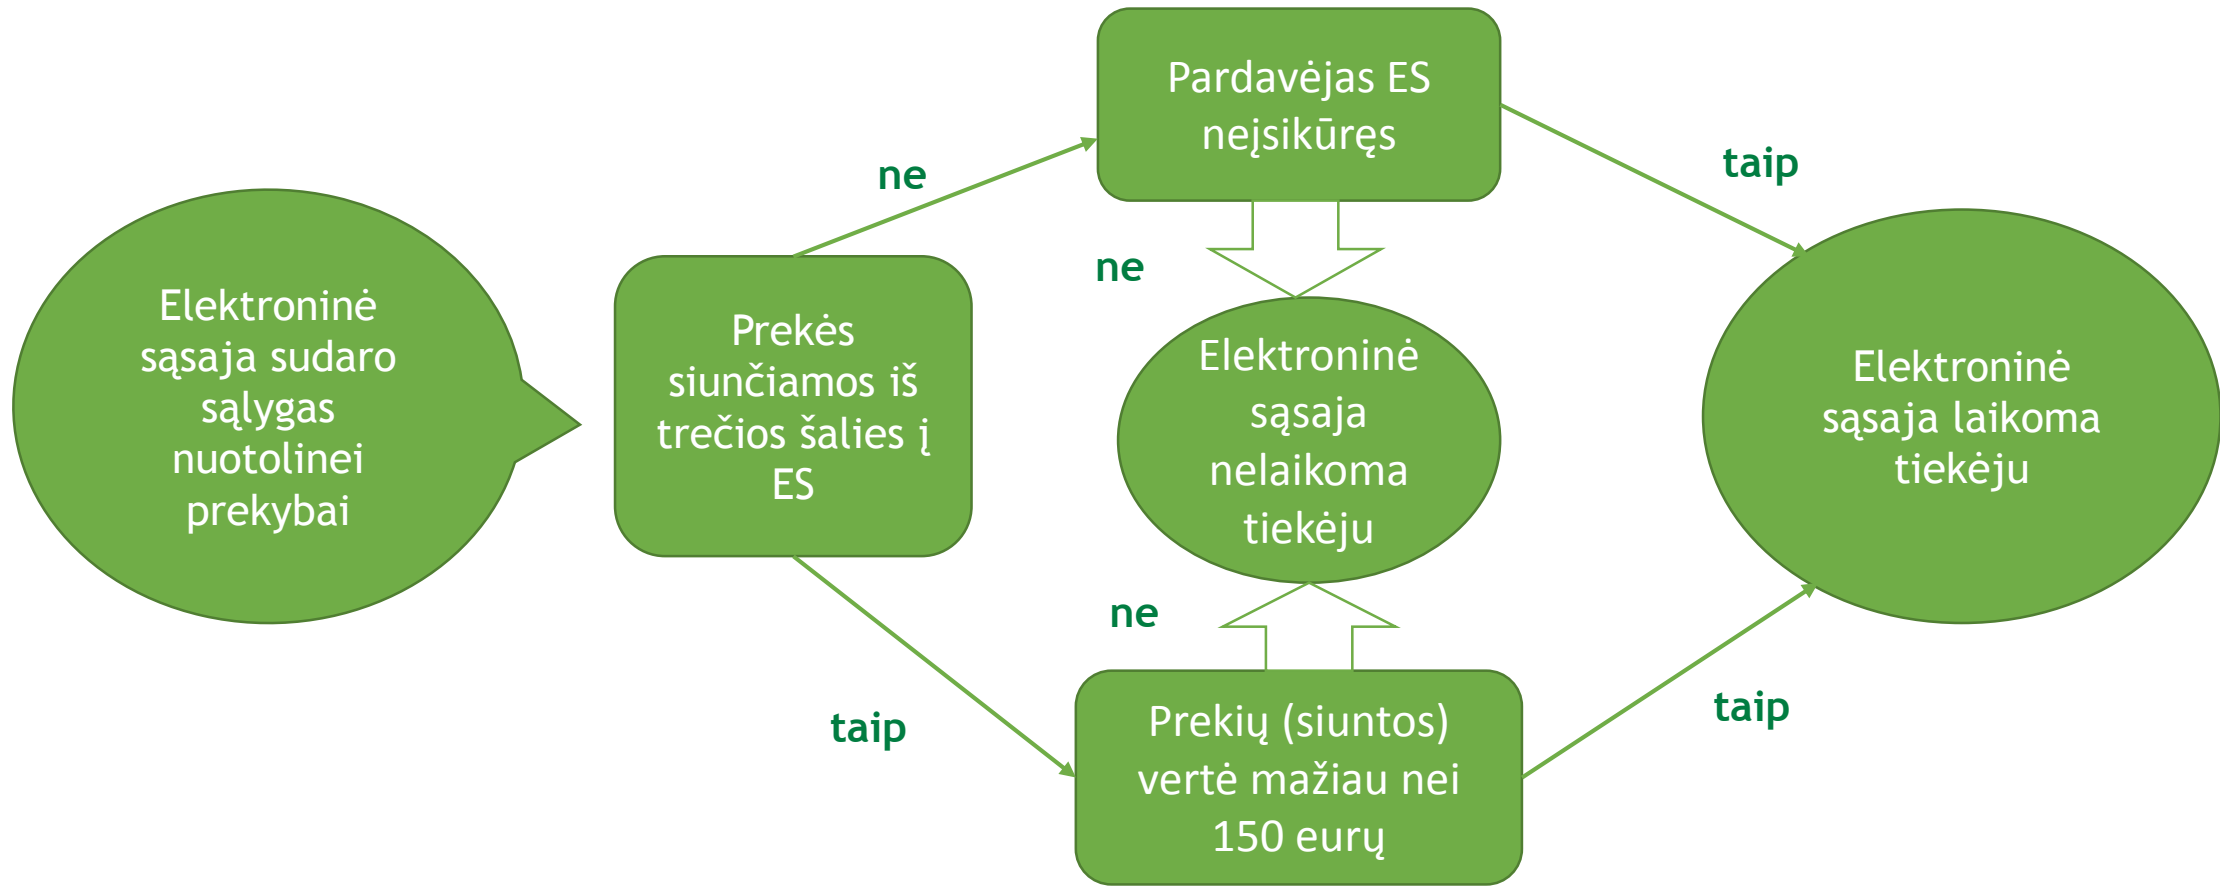 Elektroninė
sąsaja sudaro
sąlygas
nuotolinei
prekybai
Prekės
siunčiamos iš
trečios šalies į
ES
ne
taip
Pardavėjas ES
neįsikūręs
ne
taip
Elektroninė
sąsaja
nelaikoma
tiekėju
ne
Prekių (siuntos)
vertė mažiau nei
150 eurų
taip
Elektroninė
sąsaja laikoma
tiekėju